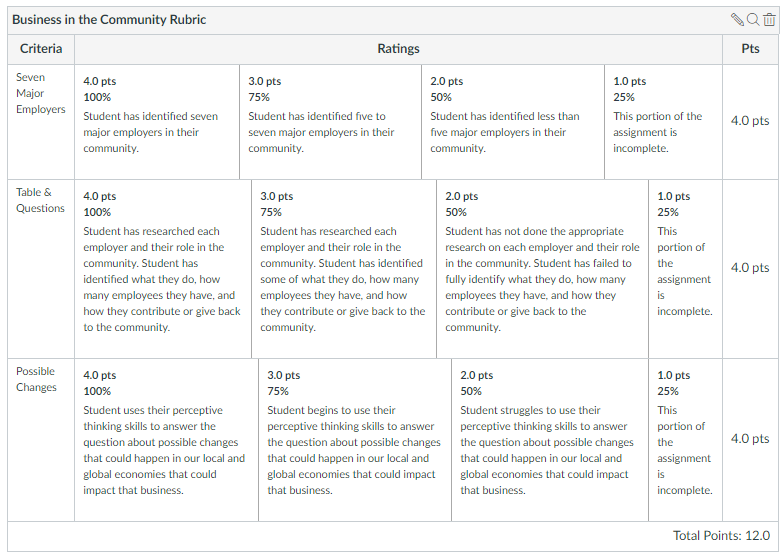 Business in the Community Rubric
Criteria
Ratings
Pts
Seven
Major
Employers
4.0 pts
100%
Student has identified seven
major employers in their
community.
3.0 pts
75%
Student has identified five to
seven major employers in their
community.
2.0 pts
50%
Student has identified less than
five major employers in their
community.
1.0 pts
25%
This portion of the
assignment is
incomplete.
4.0 pts
Table &
Questions
4.0 pts
100%
Student has researched each
employer and their role in the
community. Student has
identified what they do, how
many employees they have, and
how they contribute or give back
to the community.
3.0 pts
75%
Student has researched each
employer and their role in the
community. Student has identified
some of what they do, how many
employees they have, and how
they contribute or give back to the
community.
2.0 pts
50%
Student has not done the appropriate
research on each employer and their role
in the community. Student has failed to
fully identify what they do, how many
employees they have, and how they
contribute or give back to the
community.
1.0 pts
25%
This
portion of
the
assignment
is
incomplete.
4.0 pts
Possible
Changes
4.0 pts
100%
Student uses their perceptive
thinking skills to answer the
question about possible changes
that could happen in our local and
global economies that could
impact that business.
3.0 pts
75%
Student begins to use their
perceptive thinking skills to answer
the question about possible changes
that could happen in our local and
global economies that could impact
that business.
2.0 pts
50%
Student struggles to use their
perceptive thinking skills to answer
the question about possible changes
that could happen in our local and
global economies that could impact
that business.
1.0 pts
25%
This
portion of
the
assignment
is
incomplete.
4.0 pts
Total Points: 12.0